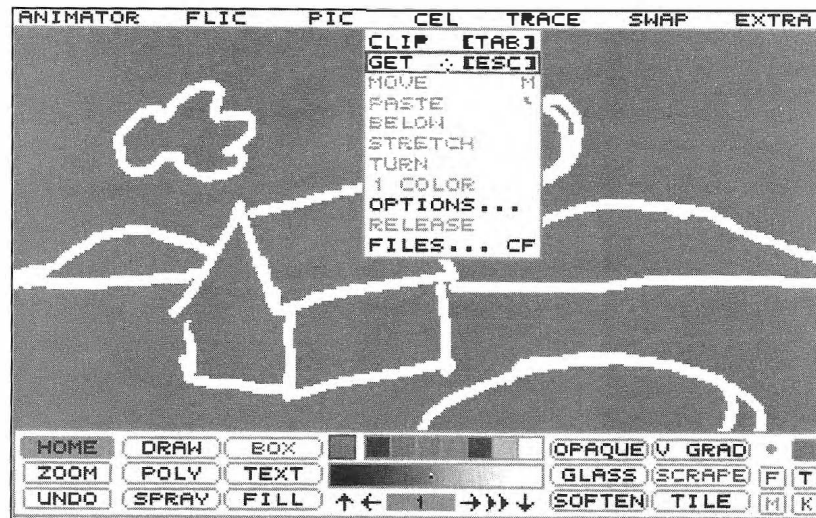 ANIMATOR FLIC PIC CEL TRACE SWAP EXTRA
CLIP [TAB]
GET [ESC]
MOVE M
PASTE `
BELOW
STRETCH
TURN
1 COLOR
OPTIONS...
RELEASE
FILES... CF
HOME DRAW BOX OPAQUE V GRAD
ZOOM POLY TEXT GLASS SCRAPE F T
UNDO SPRAY FILL 1 SOFTEN TILE M K